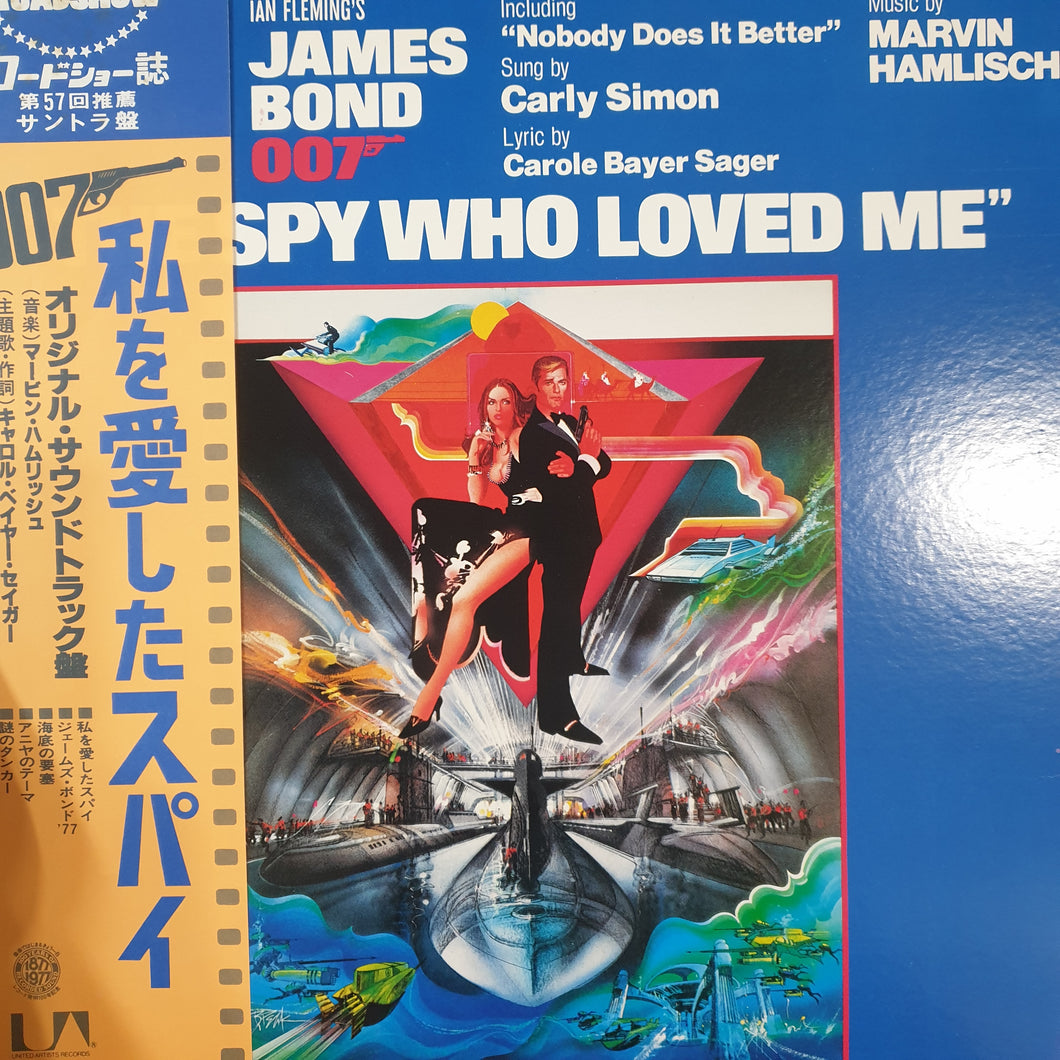 ROADSHOW
ロードショー誌
第57回推薦
サントラ盤
007
私を愛したスパイ
オリジナル・サウンドトラック盤
(音楽)マービン・ハムリッシュ
(主題歌・作詞)キャロル・ベイヤー・セイガー
■私を愛したスパイ
■ジェームズ・ボンド'77
■海底の要塞
■アニヤのテーマ
■謎のタンカー
1877
1977
UNITED ARTISTS RECORDS
IAN FLEMING'S
JAMES
BOND
007
Including
“Nobody Does It Better”
Sung by
Carly Simon
Lyric by
Carole Bayer Sager
Music by
MARVIN
HAMLISCH
SPY WHO LOVED ME”